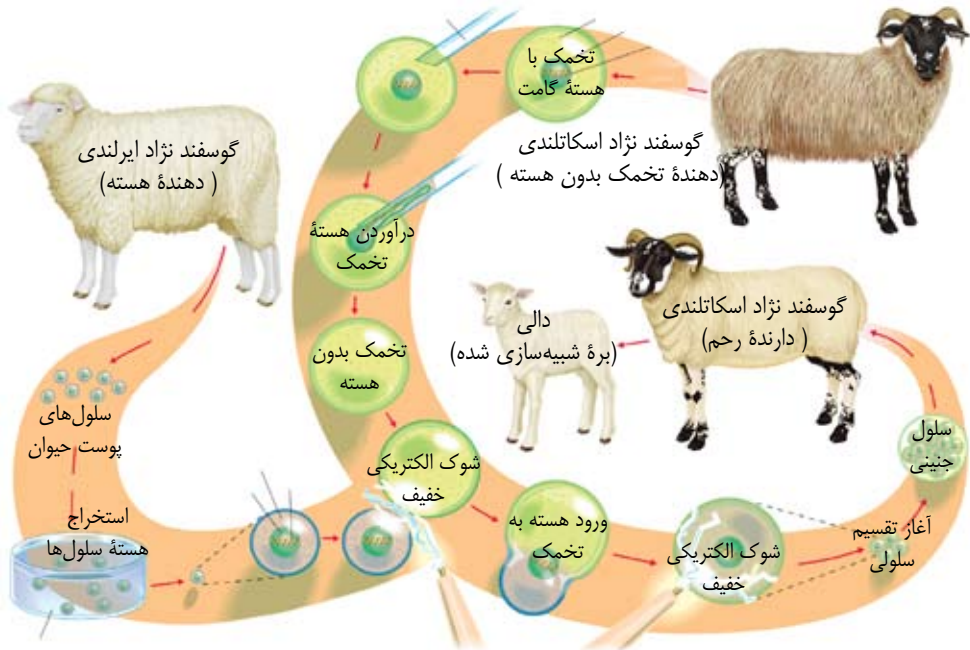 تخمک با
هستهٔ گامت
گوسفند نژاد اسکاتلندی
(دهندهٔ تخمک بدون هسته )
گوسفند نژاد ایرلندی
( دهندهٔ هسته)
درآوردن هستهٔ
تخمک
گوسفند نژاد اسکاتلندی
( دارندهٔ رحم)
دالی
(برهٔ شبیه‌سازی شده)
تخمک بدون
هسته
سلول‌های
پوست حیوان
شوک الکتریکی
خفیف
سلول
جنینی
استخراج
هستهٔ سلول‌ها
ورود هسته به
تخمک
شوک الکتریکی
خفیف
آغاز تقسیم
سلولی